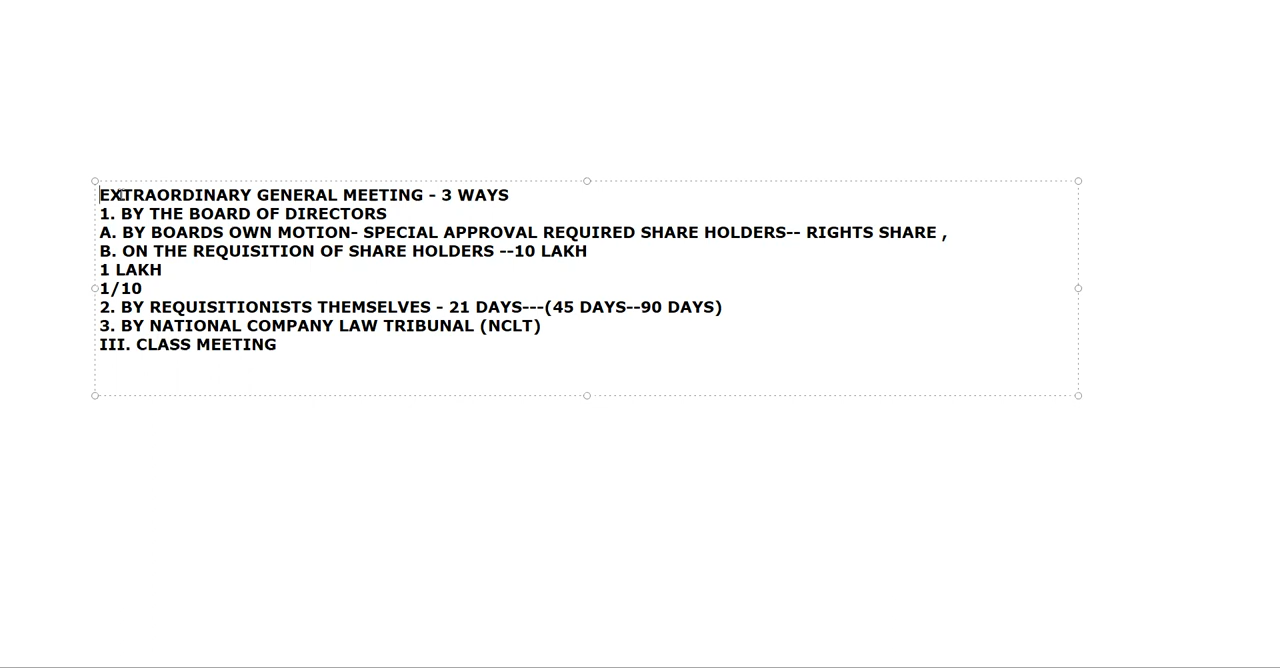 EXTRAORDINARY GENERAL MEETING - 3 WAYS
1. BY THE BOARD OF DIRECTORS
A. BY BOARDS OWN MOTION- SPECIAL APPROVAL REQUIRED SHARE HOLDERS-- RIGHTS SHARE ,
B. ON THE REQUISITION OF SHARE HOLDERS --10 LAKH
1 LAKH
1/10
2. BY REQUISITIONISTS THEMSELVES - 21 DAYS---(45 DAYS--90 DAYS)
3. BY NATIONAL COMPANY LAW TRIBUNAL (NCLT)
III. CLASS MEETING